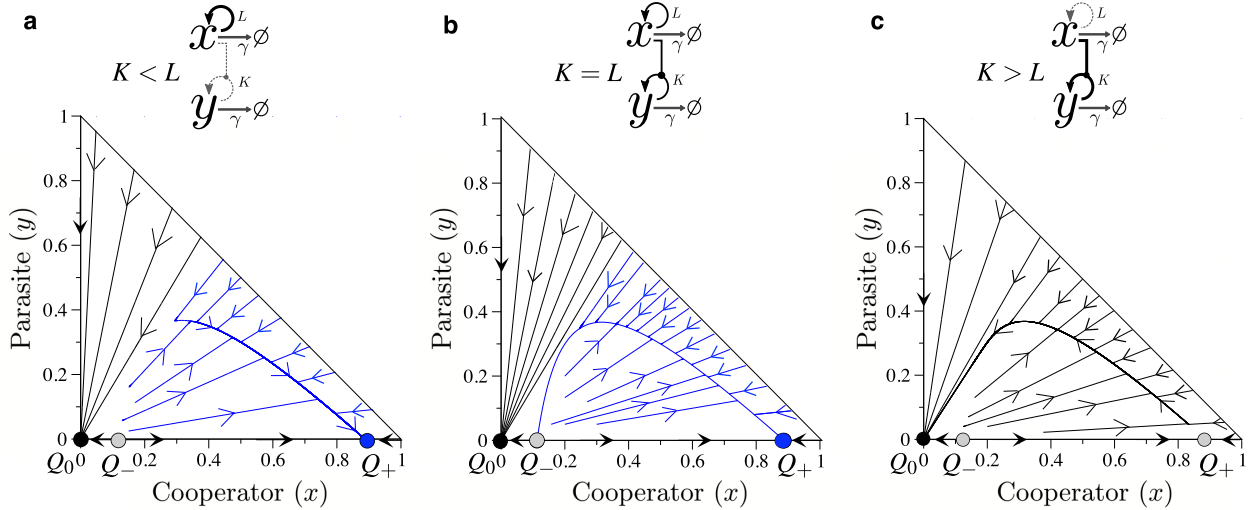 a
x L
γ ∅
K < L
K
y
γ ∅
Parasite (y)
1
0.8
0.6
0.4
0.2
0
Q0 0 Q− 0.2 0.4 0.6 0.8 Q+ 1
Cooperator (x)
b
x L
γ ∅
K = L
K
y
γ ∅
Parasite (y)
1
0.8
0.6
0.4
0.2
0
Q0 0 Q− 0.2 0.4 0.6 0.8 Q+ 1
Cooperator (x)
c
x L
γ ∅
K > L
K
y
γ ∅
Parasite (y)
1
0.8
0.6
0.4
0.2
0
Q0 0 Q− 0.2 0.4 0.6 0.8 Q+ 1
Cooperator (x)